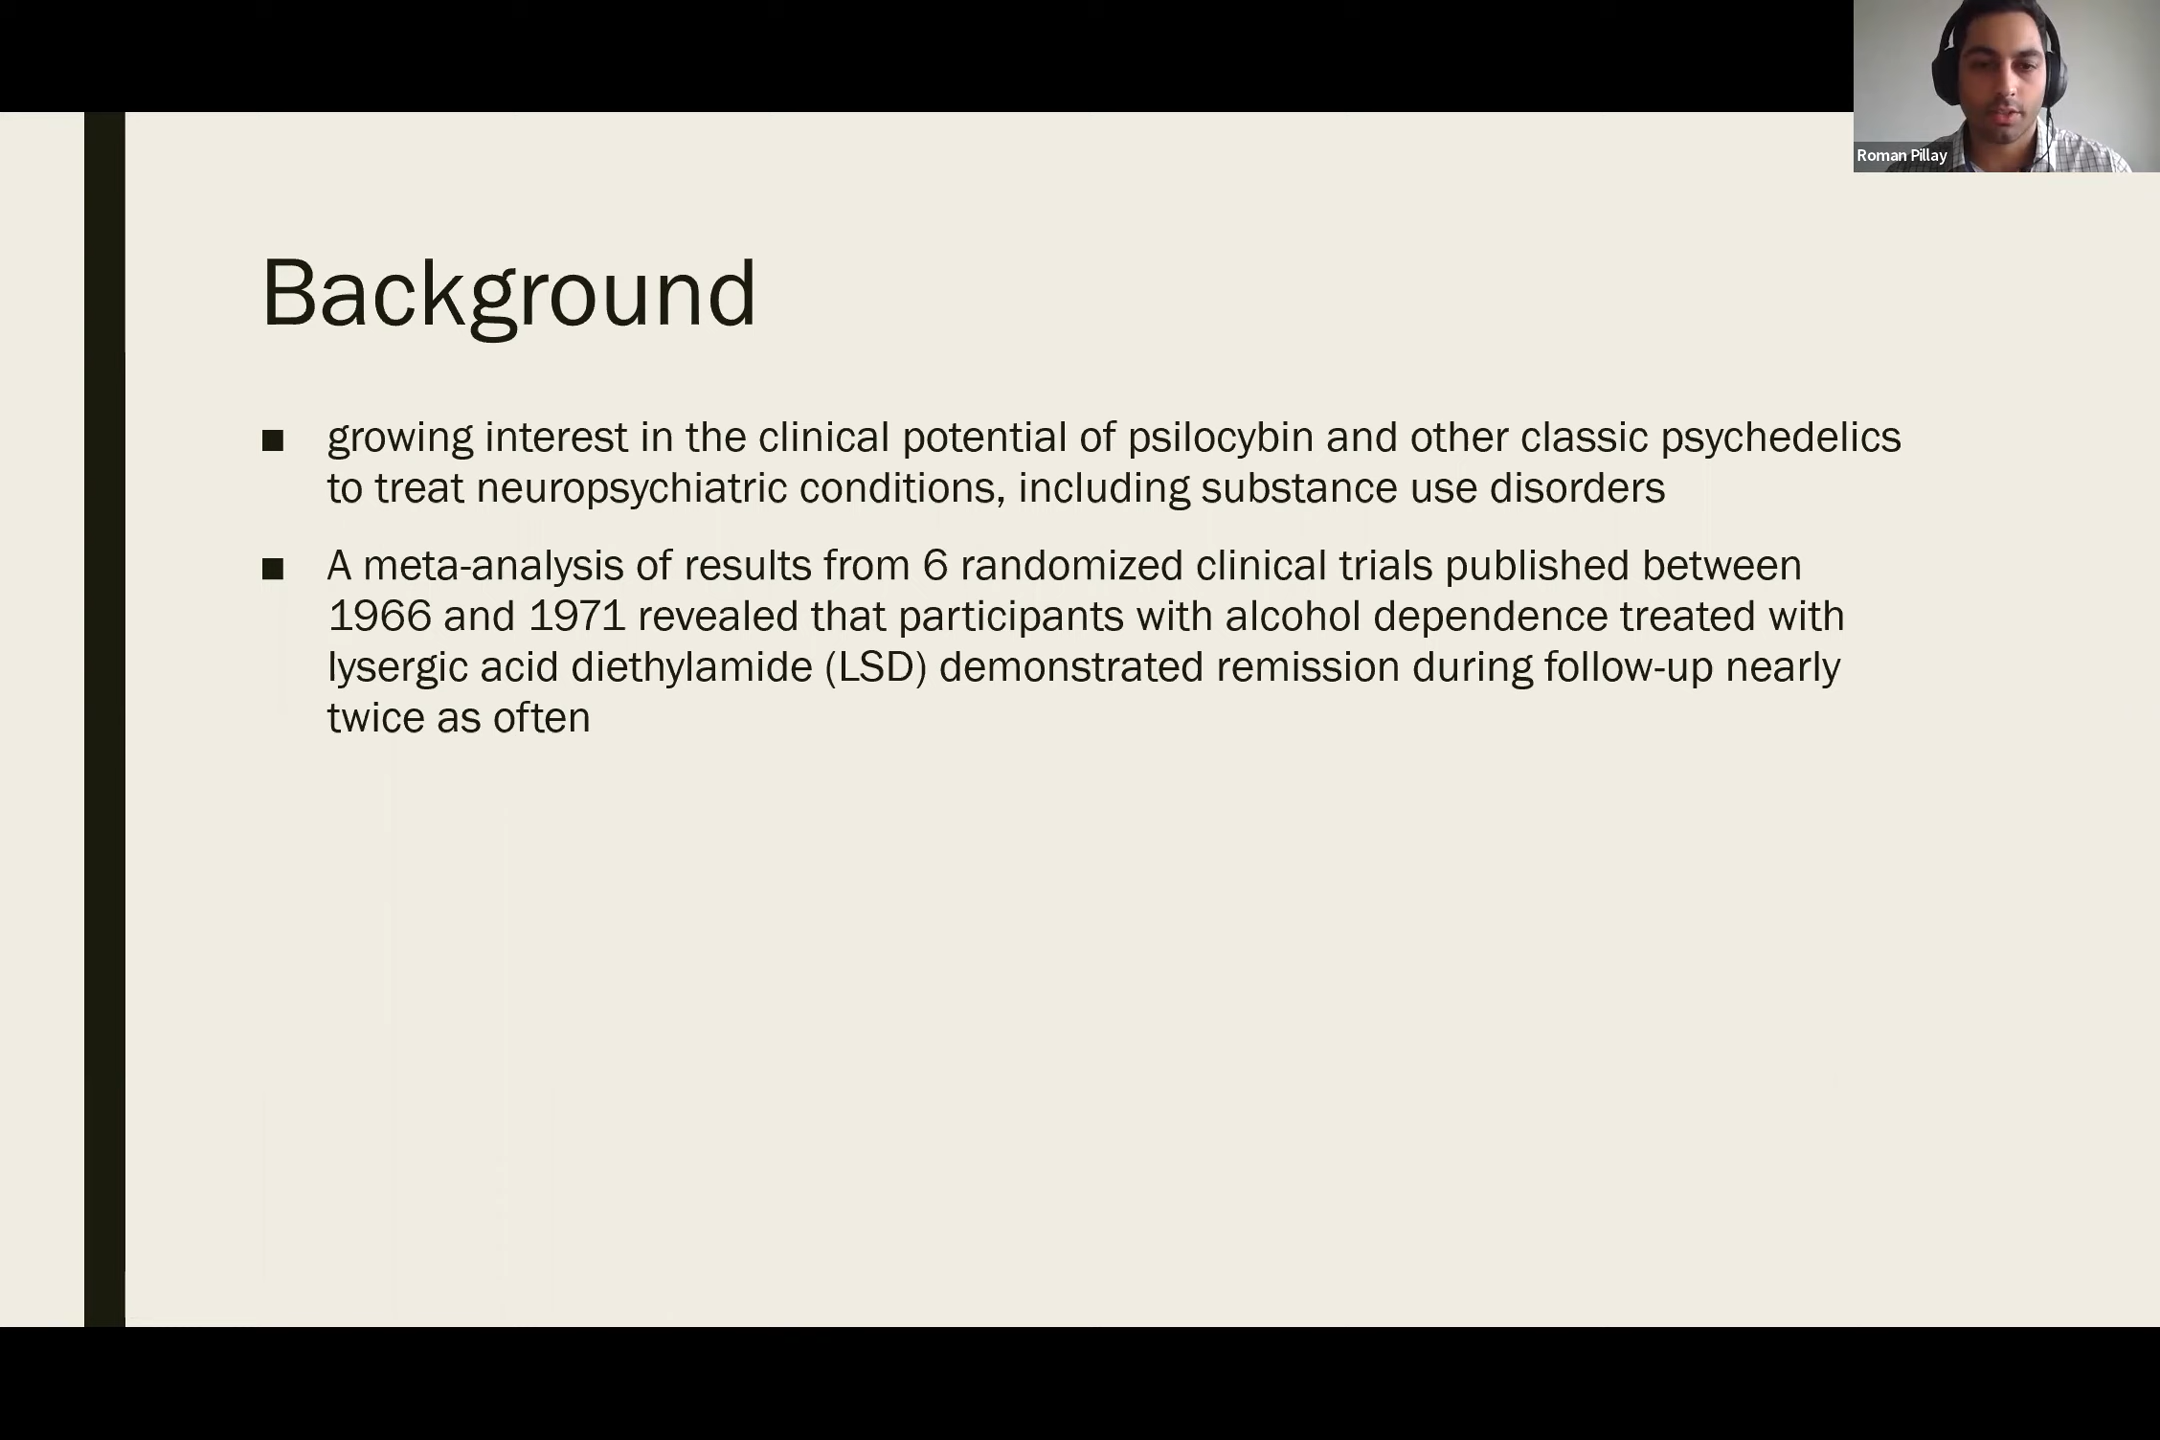 Roman Pillay
Background
■ growing interest in the clinical potential of psilocybin and other classic psychedelics
to treat neuropsychiatric conditions, including substance use disorders
■ A meta-analysis of results from 6 randomized clinical trials published between
1966 and 1971 revealed that participants with alcohol dependence treated with
lysergic acid diethylamide (LSD) demonstrated remission during follow-up nearly
twice as often